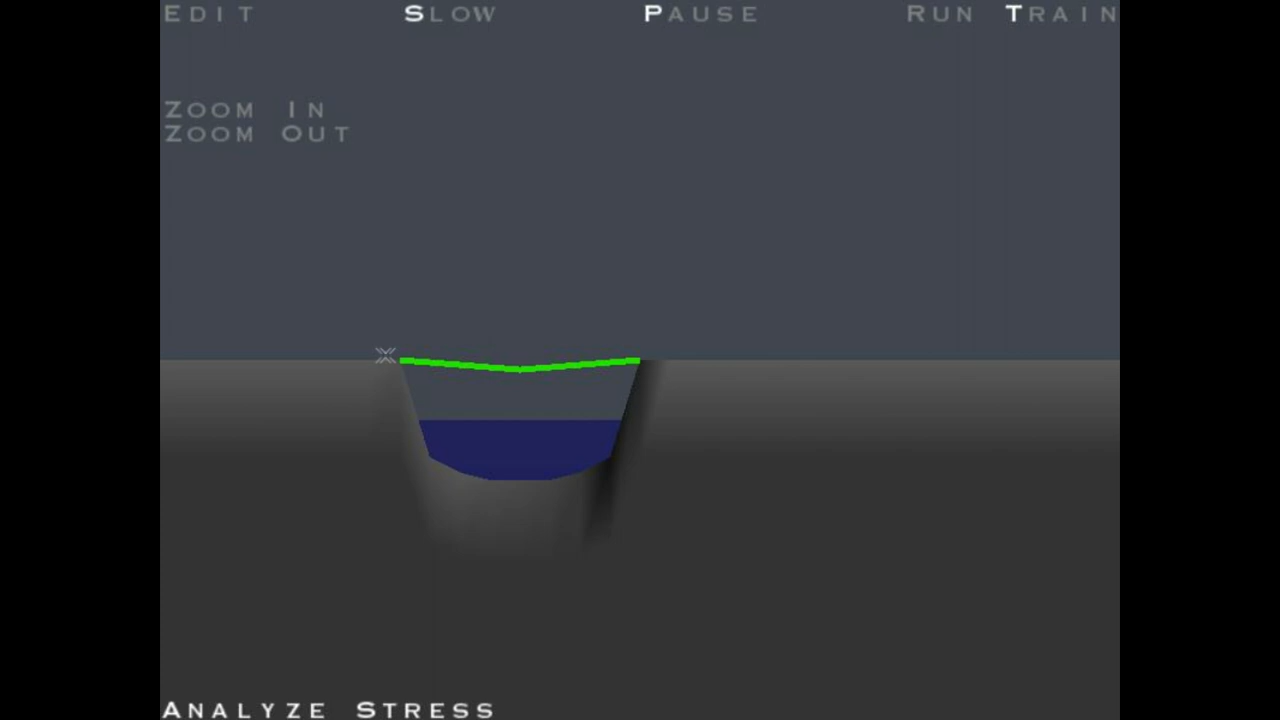 EDIT SLOW PAUSE RUN TRAIN
ZOOM IN
ZOOM OUT
ANALYZE STRESS